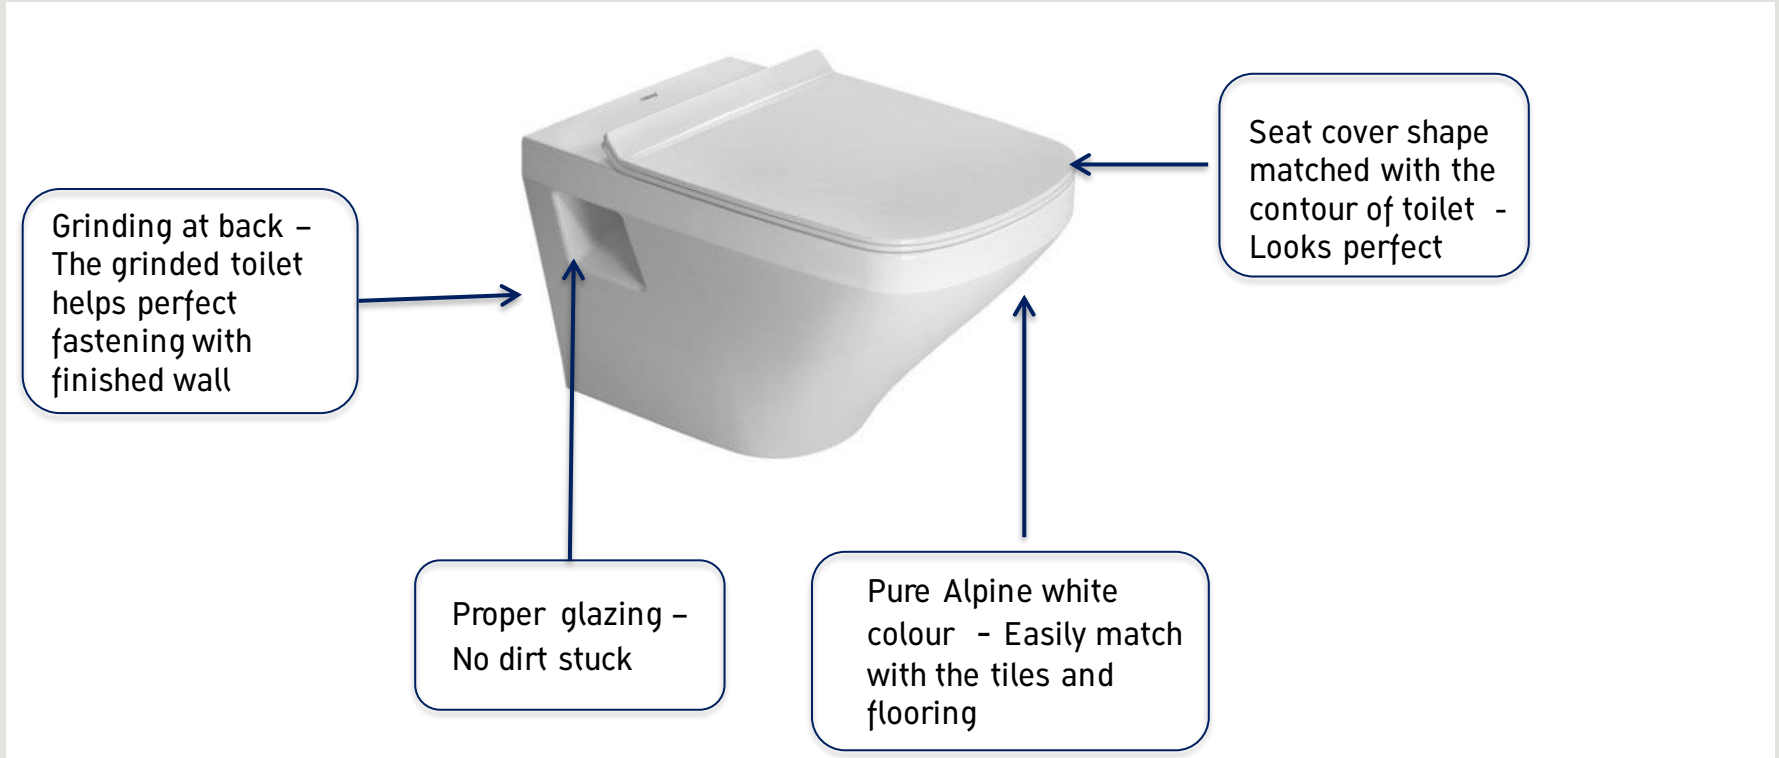 Seat cover shape
matched with the
contour of toilet -
Looks perfect
Grinding at back –
The grinded toilet
helps perfect
fastening with
finished wall
Proper glazing –
No dirt stuck
Pure Alpine white
colour - Easily match
with the tiles and
flooring